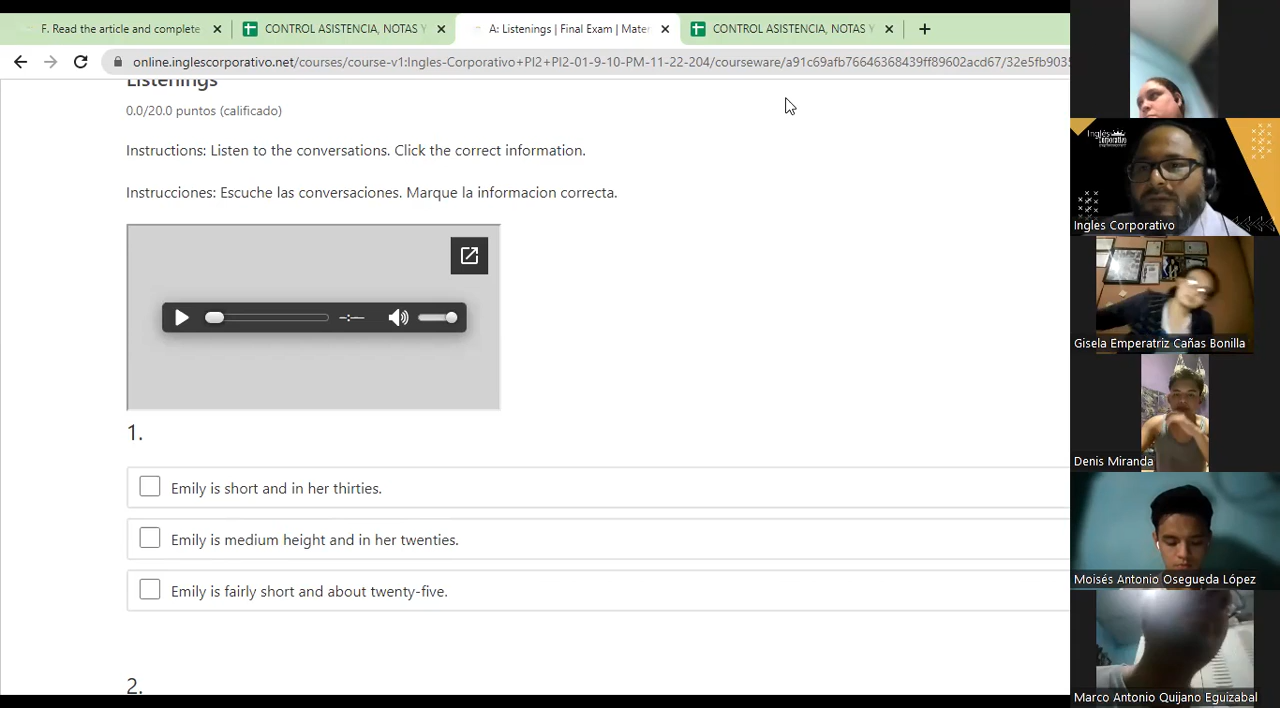 F. Read the article and complete
CONTROL ASISTENCIA, NOTAS Y
A: Listenings | Final Exam | Mater
CONTROL ASISTENCIA, NOTAS Y
online.inglescorporativo.net/courses/course-v1:Ingles-Corporativo+PI2+PI2-01-9-10-PM-11-22-204/courseware/a91c69afb76646368439ff89602acd67/32e5fb9035
Listenings
0.0/20.0 puntos (calificado)
Instructions: Listen to the conversations. Click the correct information.
Instrucciones: Escuche las conversaciones. Marque la informacion correcta.
-:--
1.
Emily is short and in her thirties.
Emily is medium height and in her twenties.
Emily is fairly short and about twenty-five.
2.
Inglés
Corporativo
Ingles Corporativo
Gisela Emperatriz Cañas Bonilla
Denis Miranda
Moisés Antonio Osegueda López
Marco Antonio Quijano Eguizabal